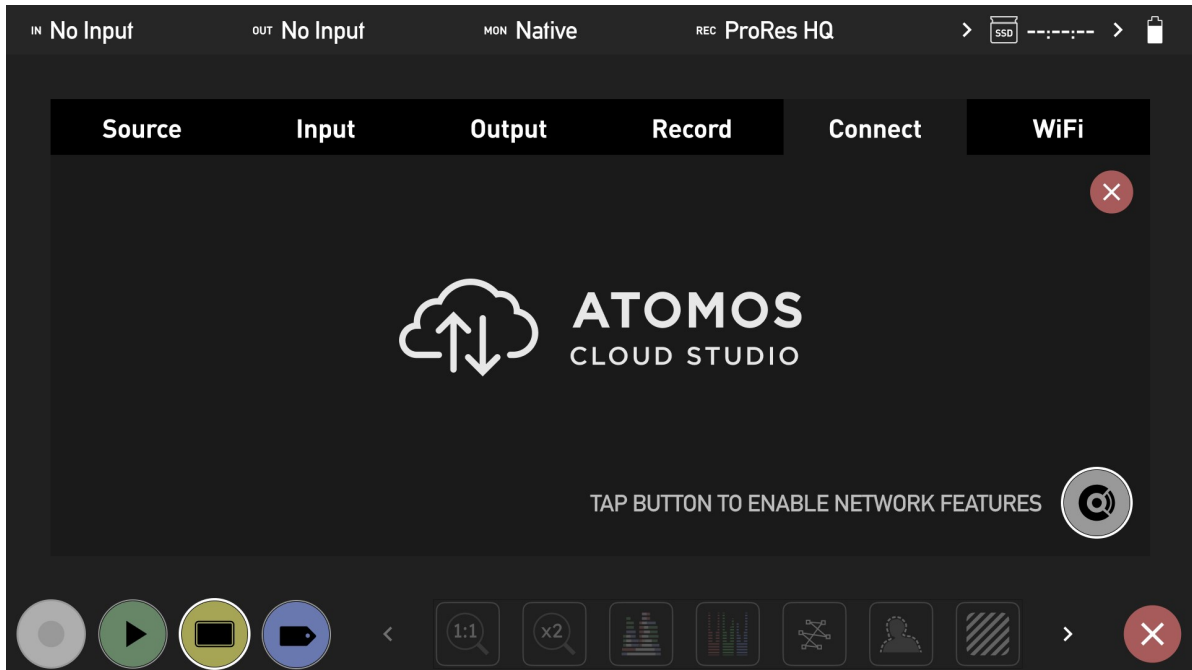 IN No Input OUT No Input MON Native REC ProRes HQ > SSD --:--:-- >
Source Input Output Record Connect WiFi
ATOMOS
CLOUD STUDIO
TAP BUTTON TO ENABLE NETWORK FEATURES
< 1:1 x2 >